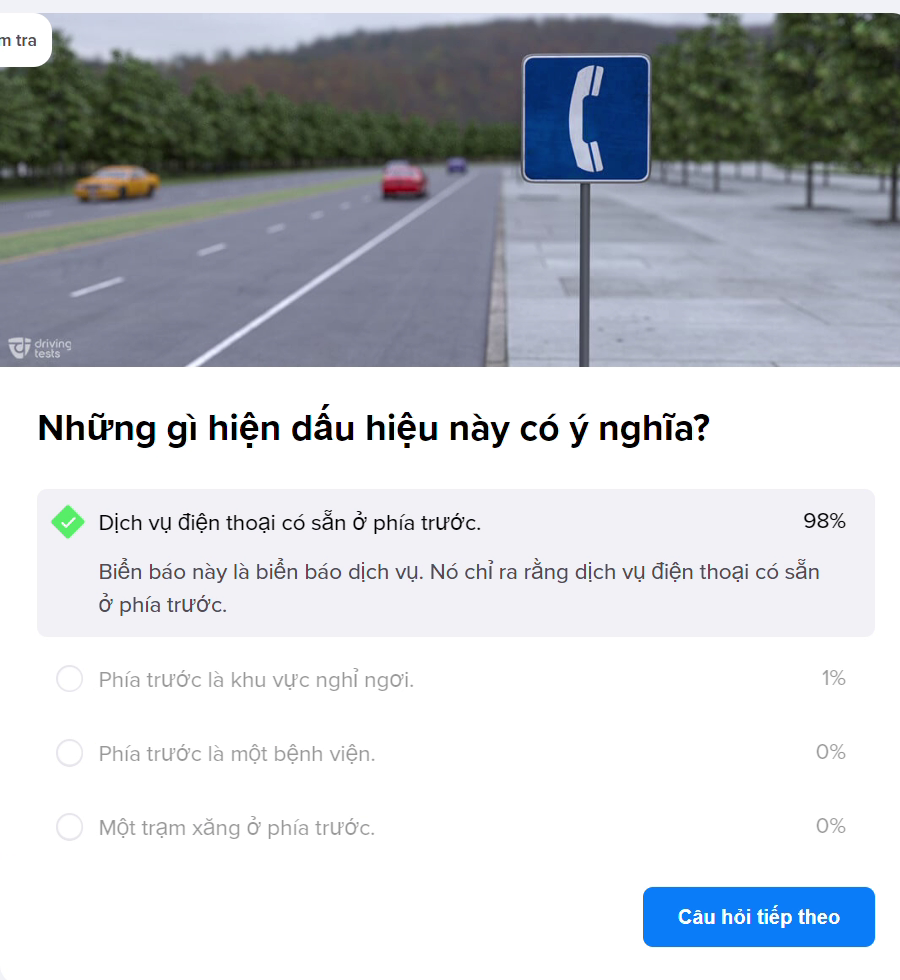 m tra
driving
tests
Những gì hiện dấu hiệu này có ý nghĩa?
Dịch vụ điện thoại có sẵn ở phía trước.
98%
Biển báo này là biển báo dịch vụ. Nó chỉ ra rằng dịch vụ điện thoại có sẵn
ở phía trước.
Phía trước là khu vực nghỉ ngơi.
1%
Phía trước là một bệnh viện.
0%
Một trạm xăng ở phía trước.
0%
Câu hỏi tiếp theo